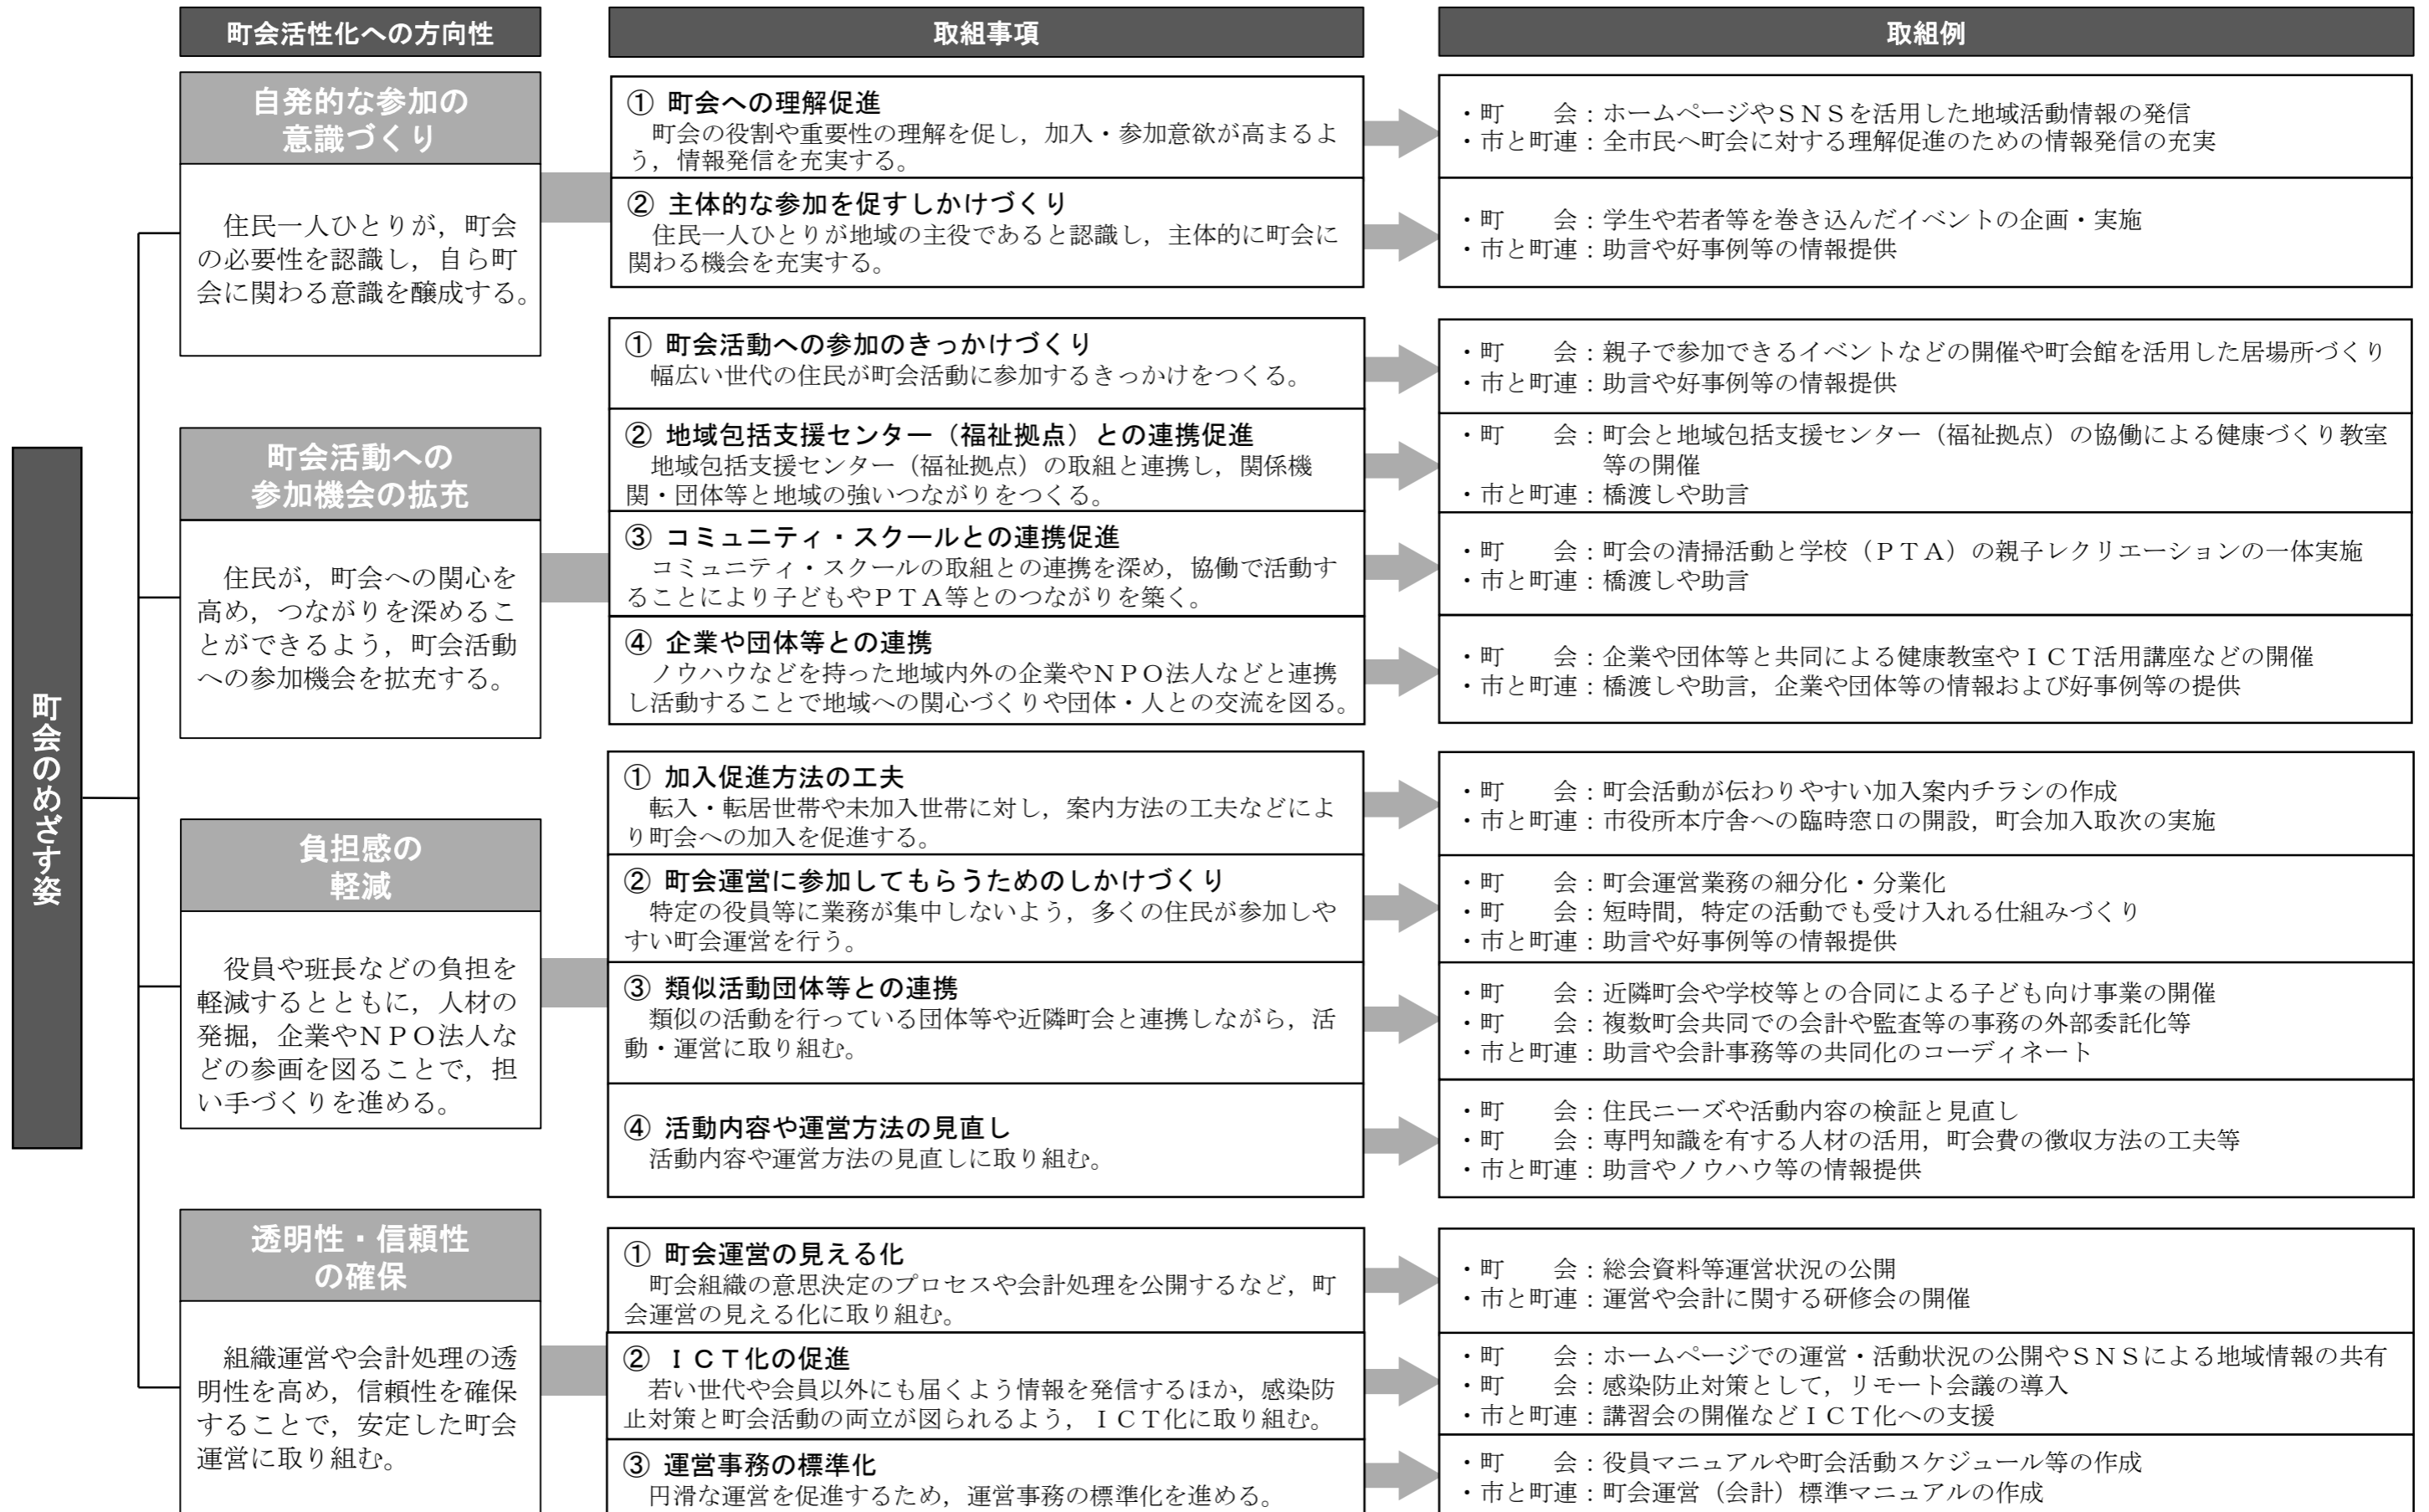 町会活性化への方向性
取組事項
取組例
町会のめざす姿
自発的な参加の
意識づくり
住民一人ひとりが，町会
の必要性を認識し，自ら町
会に関わる意識を醸成する。
① 町会への理解促進
町会の役割や重要性の理解を促し，加入・参加意欲が高まるよ
う，情報発信を充実する。
・町　　会：ホームページやＳＮＳを活用した地域活動情報の発信
・市と町連：全市民へ町会に対する理解促進のための情報発信の充実
② 主体的な参加を促すしかけづくり
住民一人ひとりが地域の主役であると認識し，主体的に町会に
関わる機会を充実する。
・町　　会：学生や若者等を巻き込んだイベントの企画・実施
・市と町連：助言や好事例等の情報提供
町会活動への
参加機会の拡充
住民が，町会への関心を
高め，つながりを深めるこ
とができるよう，町会活動
への参加機会を拡充する。
① 町会活動への参加のきっかけづくり
幅広い世代の住民が町会活動に参加するきっかけをつくる。
・町　　会：親子で参加できるイベントなどの開催や町会館を活用した居場所づくり
・市と町連：助言や好事例等の情報提供
② 地域包括支援センター（福祉拠点）との連携促進
地域包括支援センター（福祉拠点）の取組と連携し，関係機
関・団体等と地域の強いつながりをつくる。
・町　　会：町会と地域包括支援センター（福祉拠点）の協働による健康づくり教室
等の開催
・市と町連：橋渡しや助言
③ コミュニティ・スクールとの連携促進
コミュニティ・スクールの取組との連携を深め，協働で活動す
ることにより子どもやＰＴＡ等とのつながりを築く。
・町　　会：町会の清掃活動と学校（ＰＴＡ）の親子レクリエーションの一体実施
・市と町連：橋渡しや助言
④ 企業や団体等との連携
ノウハウなどを持った地域内外の企業やＮＰＯ法人などと連携
し活動することで地域への関心づくりや団体・人との交流を図る。
・町　　会：企業や団体等と共同による健康教室やＩＣＴ活用講座などの開催
・市と町連：橋渡しや助言，企業や団体等の情報および好事例等の提供
負担感の
軽減
役員や班長などの負担を
軽減するとともに，人材の
発掘，企業やＮＰＯ法人な
どの参画を図ることで，担
い手づくりを進める。
① 加入促進方法の工夫
転入・転居世帯や未加入世帯に対し，案内方法の工夫などによ
り町会への加入を促進する。
・町　　会：町会活動が伝わりやすい加入案内チラシの作成
・市と町連：市役所本庁舎への臨時窓口の開設，町会加入取次の実施
② 町会運営に参加してもらうためのしかけづくり
特定の役員等に業務が集中しないよう，多くの住民が参加しや
すい町会運営を行う。
・町　　会：町会運営業務の細分化・分業化
・町　　会：短時間，特定の活動でも受け入れる仕組みづくり
・市と町連：助言や好事例等の情報提供
③ 類似活動団体等との連携
類似の活動を行っている団体等や近隣町会と連携しながら，活
動・運営に取り組む。
・町　　会：近隣町会や学校等との合同による子ども向け事業の開催
・町　　会：複数町会共同での会計や監査等の事務の外部委託化等
・市と町連：助言や会計事務等の共同化のコーディネート
④ 活動内容や運営方法の見直し
活動内容や運営方法の見直しに取り組む。
・町　　会：住民ニーズや活動内容の検証と見直し
・町　　会：専門知識を有する人材の活用，町会費の徴収方法の工夫等
・市と町連：助言やノウハウ等の情報提供
透明性・信頼性
の確保
組織運営や会計処理の透
明性を高め，信頼性を確保
することで，安定した町会
運営に取り組む。
① 町会運営の見える化
町会組織の意思決定のプロセスや会計処理を公開するなど，町
会運営の見える化に取り組む。
・町　　会：総会資料等運営状況の公開
・市と町連：運営や会計に関する研修会の開催
② ＩＣＴ化の促進
若い世代や会員以外にも届くよう情報を発信するほか，感染防
止対策と町会活動の両立が図られるよう，ＩＣＴ化に取り組む。
・町　　会：ホームページでの運営・活動状況の公開やＳＮＳによる地域情報の共有
・町　　会：感染防止対策として，リモート会議の導入
・市と町連：講習会の開催などＩＣＴ化への支援
③ 運営事務の標準化
円滑な運営を促進するため，運営事務の標準化を進める。
・町　　会：役員マニュアルや町会活動スケジュール等の作成
・市と町連：町会運営（会計）標準マニュアルの作成